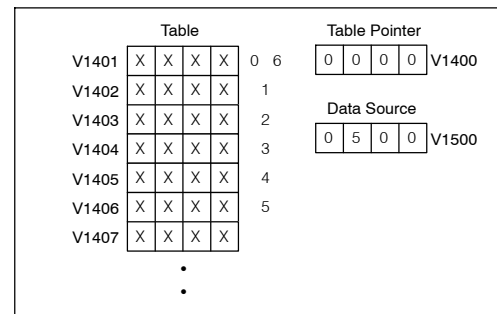 Table
V1401 X X X X 0 6
V1402 X X X X 1
V1403 X X X X 2
V1404 X X X X 3
V1405 X X X X 4
V1406 X X X X 5
V1407 X X X X
Table Pointer
0 0 0 0 V1400
Data Source
0 5 0 0 V1500